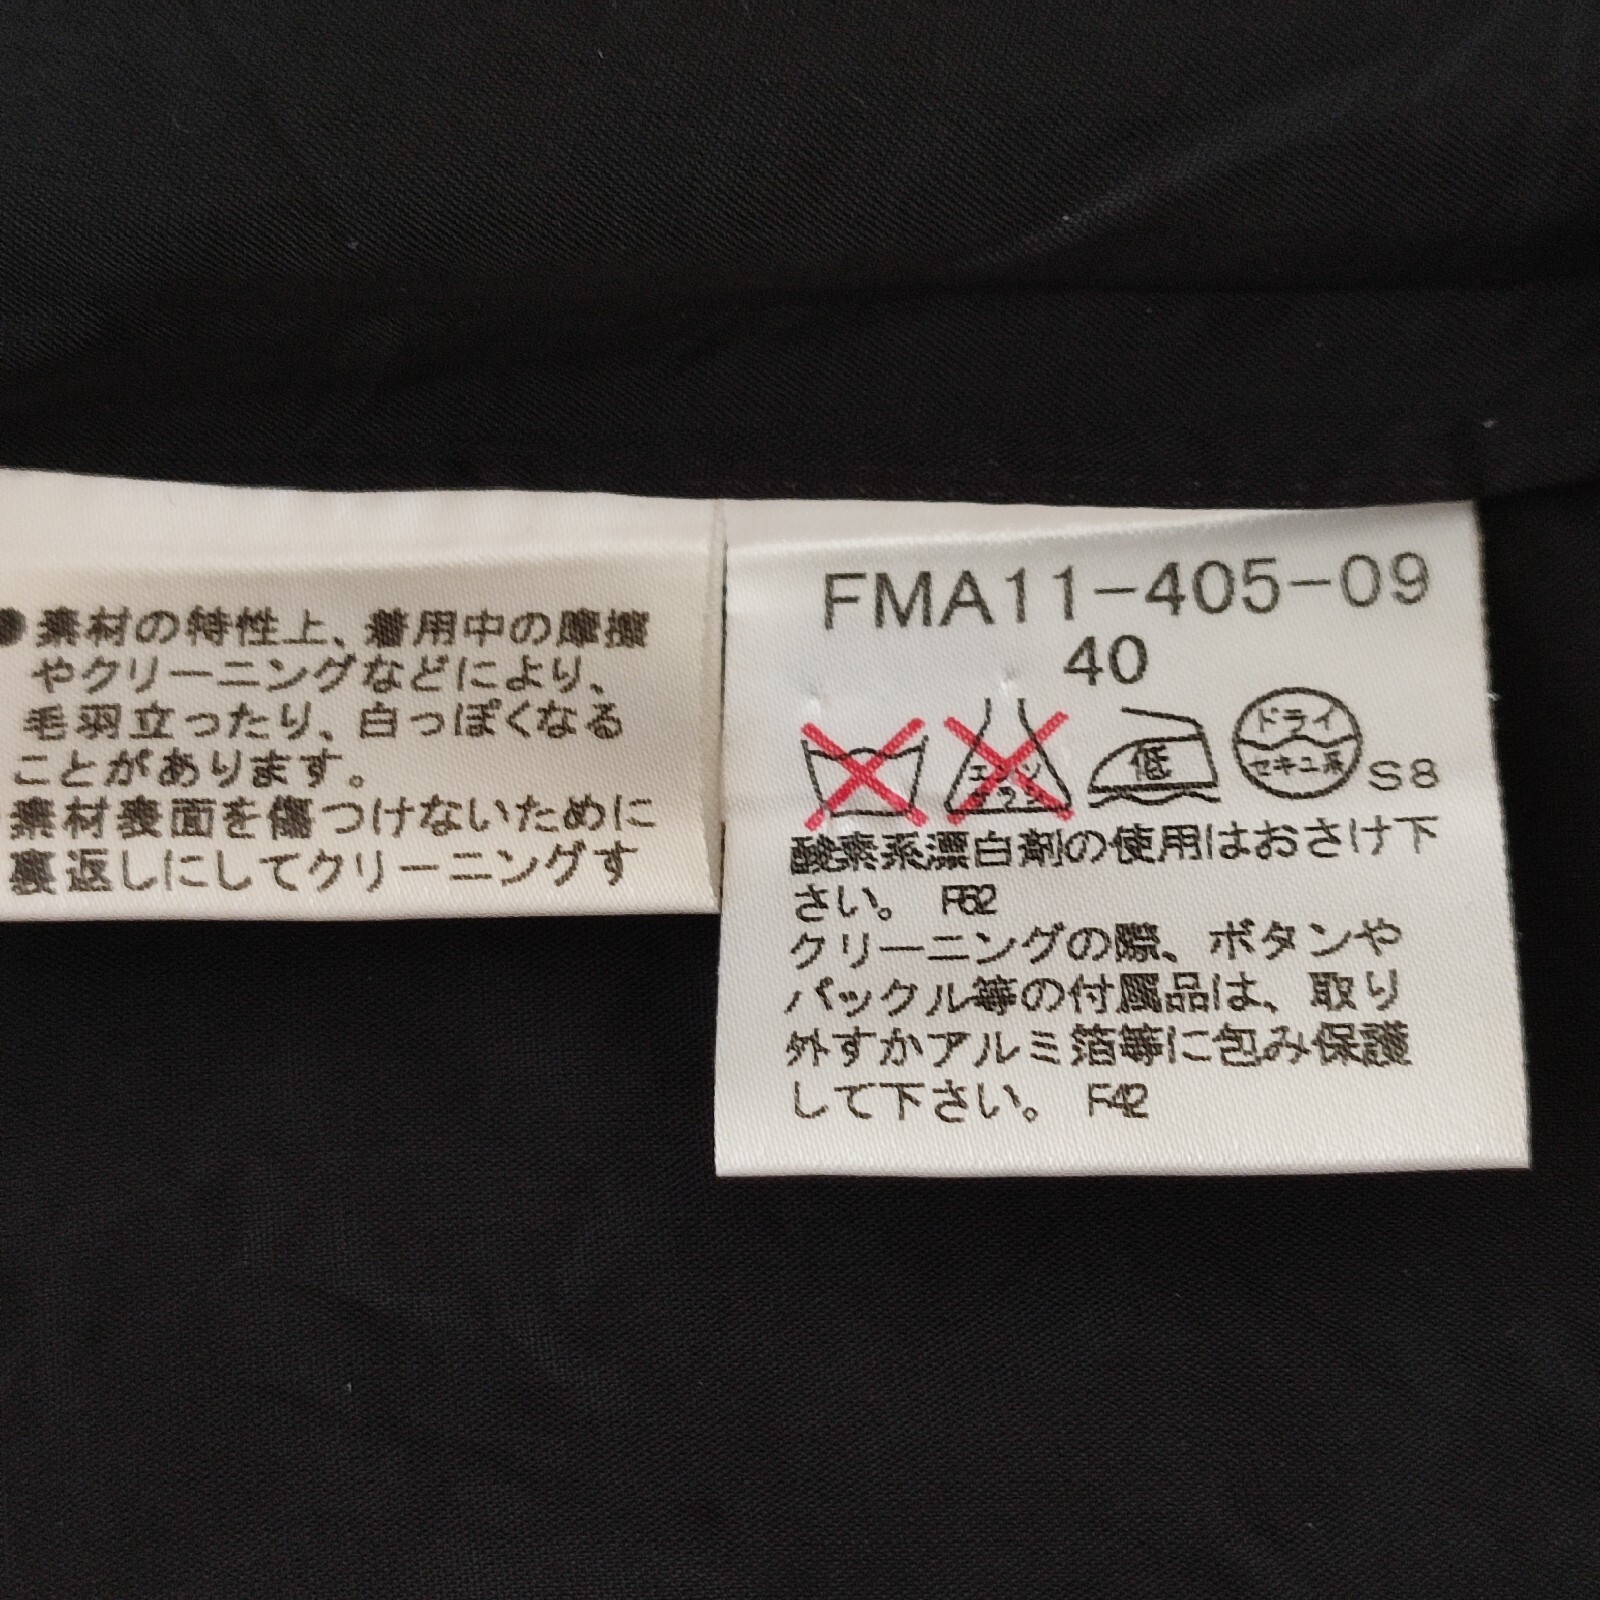 ●素材の特性上、着用中の摩擦
やクリーニングなどにより、
毛羽立ったり、白っぽくなる
ことがあります。
素材表面を傷つけないために
裏返しにしてクリーニングす
FMA11-405-09
40
エンソ
サラシ
低
ドライ
セキユ系
S8
酸素系漂白剤の使用はおさけ下
さい。 F62
クリーニングの際、ボタンや
バックル等の付属品は、取り
外すかアルミ箔等に包み保護
して下さい。 F42